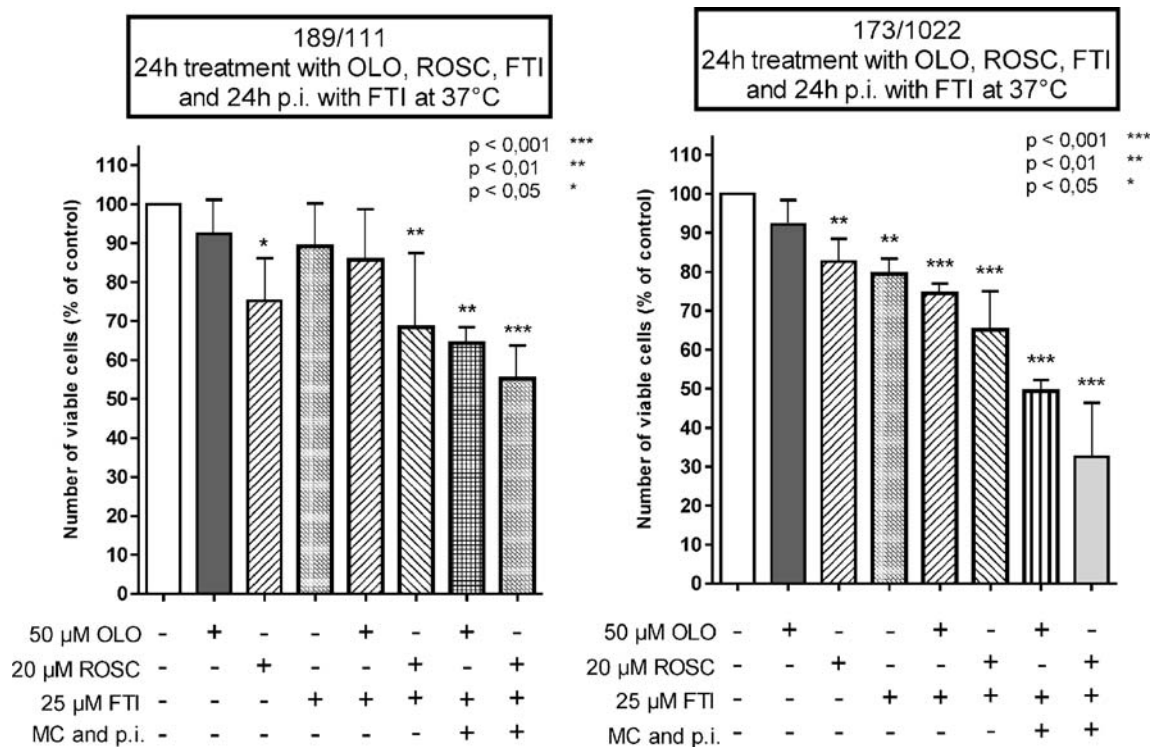 189/111
24h treatment with OLO, ROSC, FTI
and 24h p.i. with FTI at 37°C
p < 0,001 ***
p < 0,01 **
p < 0,05 *
Number of viable cells (% of control)
110
100
90
80
70
60
50
40
30
20
10
0
*
**
**
***
50 µM OLO - + - - + - + -
20 µM ROSC - - + - - + - +
25 µM FTI - - - + + + + +
MC and p.i. - - - - - - + +
173/1022
24h treatment with OLO, ROSC, FTI
and 24h p.i. with FTI at 37°C
p < 0,001 ***
p < 0,01 **
p < 0,05 *
Number of viable cells (% of control)
110
100
90
80
70
60
50
40
30
20
10
0
**
**
***
***
***
***
50 µM OLO - + - - + - + -
20 µM ROSC - - + - - + - +
25 µM FTI - - - + + + + +
MC and p.i. - - - - - - + +